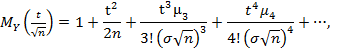 M_Y(t/√n) = 1 + t²/2n + t³μ₃/3!(σ√n)³ + t⁴μ₄/4!(σ√n)⁴ + ⋯,